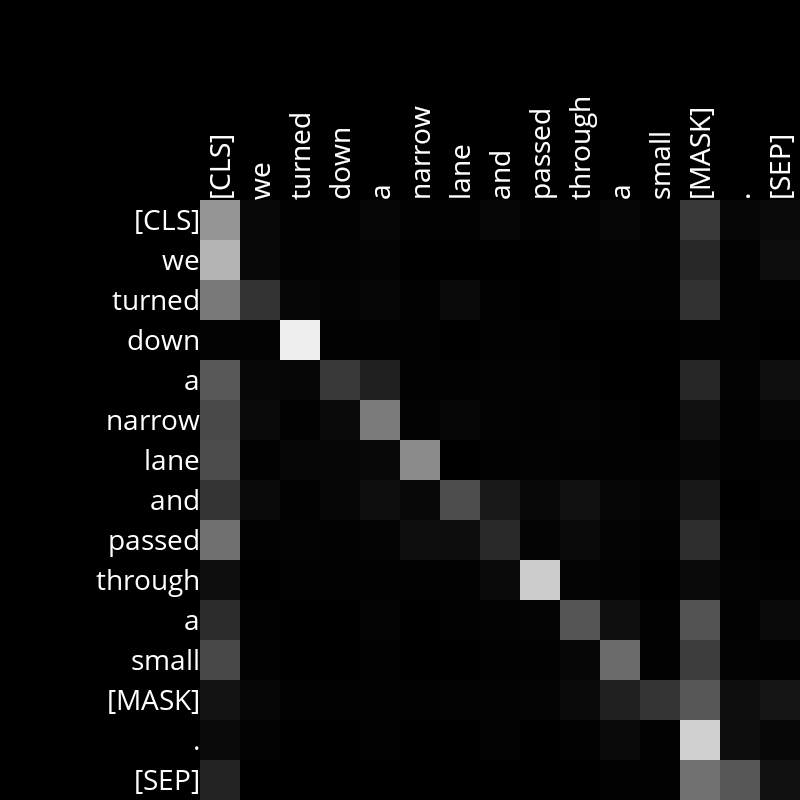 [CLS] we turned down a narrow lane and passed through a small [MASK] . [SEP]
[CLS]
we
turned
down
a
narrow
lane
and
passed
through
a
small
[MASK]
.
[SEP]